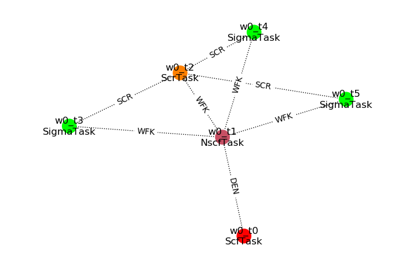 w0_t4
SigmaTask
SCR
w0_t2
ScrTask
WFK
SCR
w0_t5
SigmaTask
SCR
WFK
w0_t3
SigmaTask
WFK
WFK
w0_t1
NscrTask
DEN
w0_t0
ScrTask